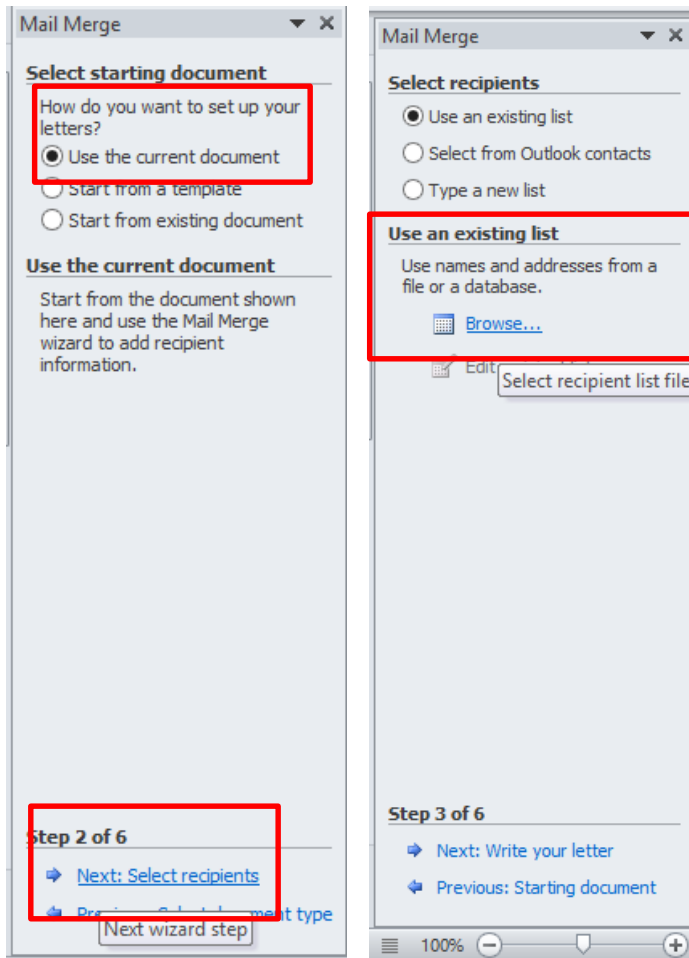 Mail Merge
Select starting document
How do you want to set up your
letters?
Use the current document
Start from a template
Start from existing document
Use the current document
Start from the document shown
here and use the Mail Merge
wizard to add recipient
information.
Step 2 of 6
Next: Select recipients
Previous: Select document type
Next wizard step
Mail Merge
Select recipients
Use an existing list
Select from Outlook contacts
Type a new list
Use an existing list
Use names and addresses from a
file or a database.
Browse...
Edit
Select recipient list file
Step 3 of 6
Next: Write your letter
Previous: Starting document
100%